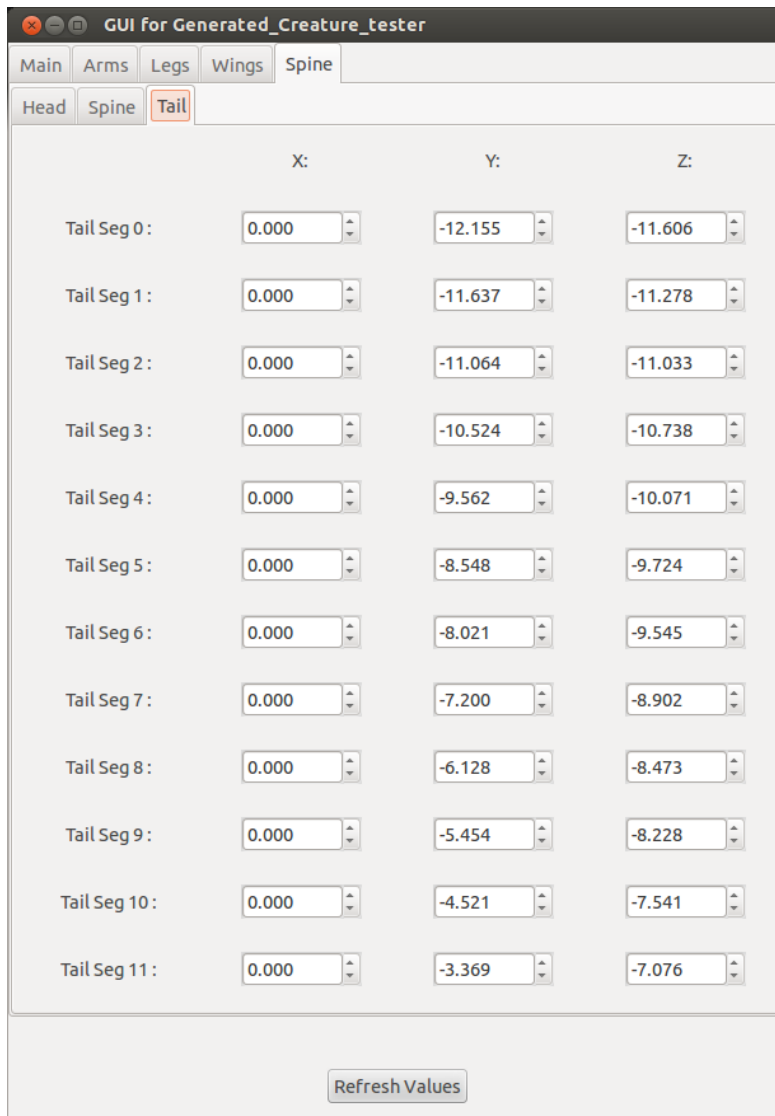 GUI for Generated_Creature_tester
Main Arms Legs Wings Spine
Head Spine Tail
X: Y: Z:
Tail Seg 0 : 0.000 -12.155 -11.606
Tail Seg 1 : 0.000 -11.637 -11.278
Tail Seg 2 : 0.000 -11.064 -11.033
Tail Seg 3 : 0.000 -10.524 -10.738
Tail Seg 4 : 0.000 -9.562 -10.071
Tail Seg 5 : 0.000 -8.548 -9.724
Tail Seg 6 : 0.000 -8.021 -9.545
Tail Seg 7 : 0.000 -7.200 -8.902
Tail Seg 8 : 0.000 -6.128 -8.473
Tail Seg 9 : 0.000 -5.454 -8.228
Tail Seg 10 : 0.000 -4.521 -7.541
Tail Seg 11 : 0.000 -3.369 -7.076
Refresh Values